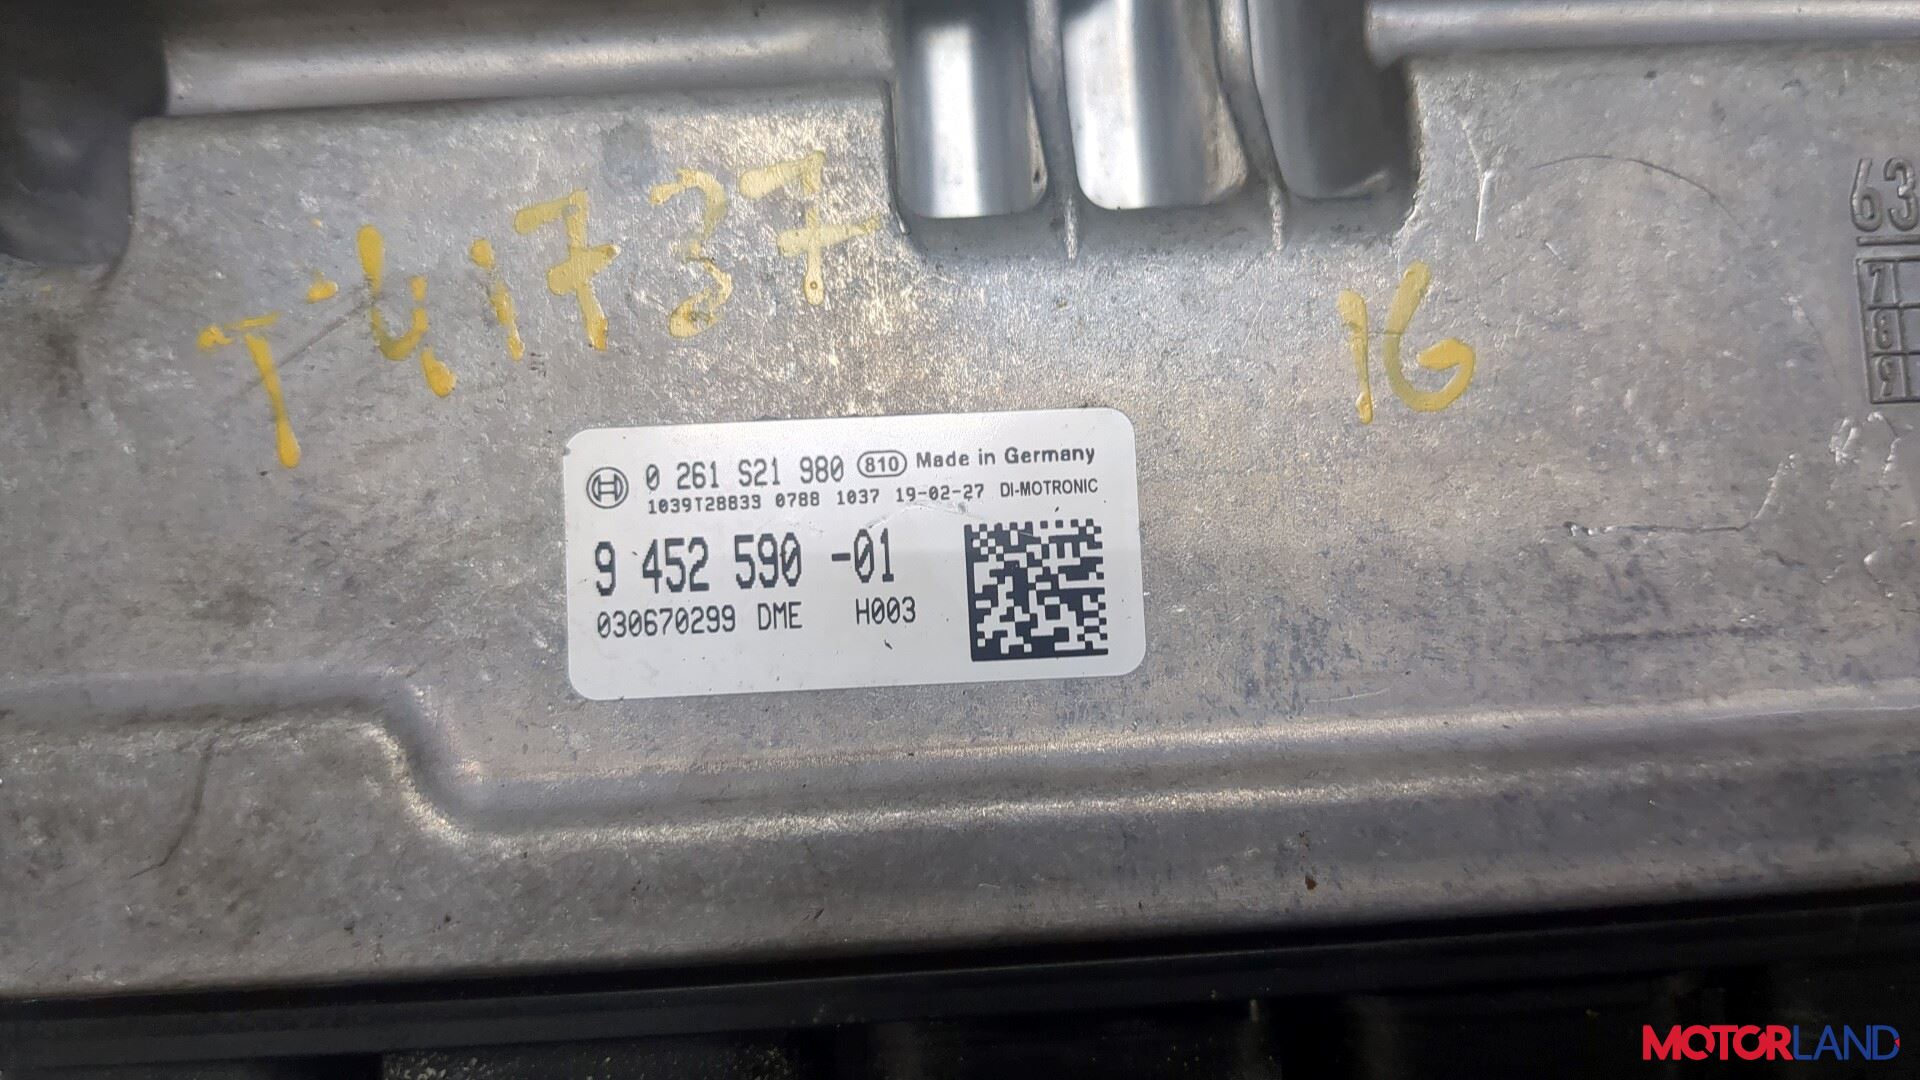 T-41737
16
63
7
8
9
0 261 S21 980 810 Made in Germany
1039T28833 0788 1037 19-02-27 DI-MOTRONIC
9 452 590 -01
030670299 DME H003
MOTORLAND